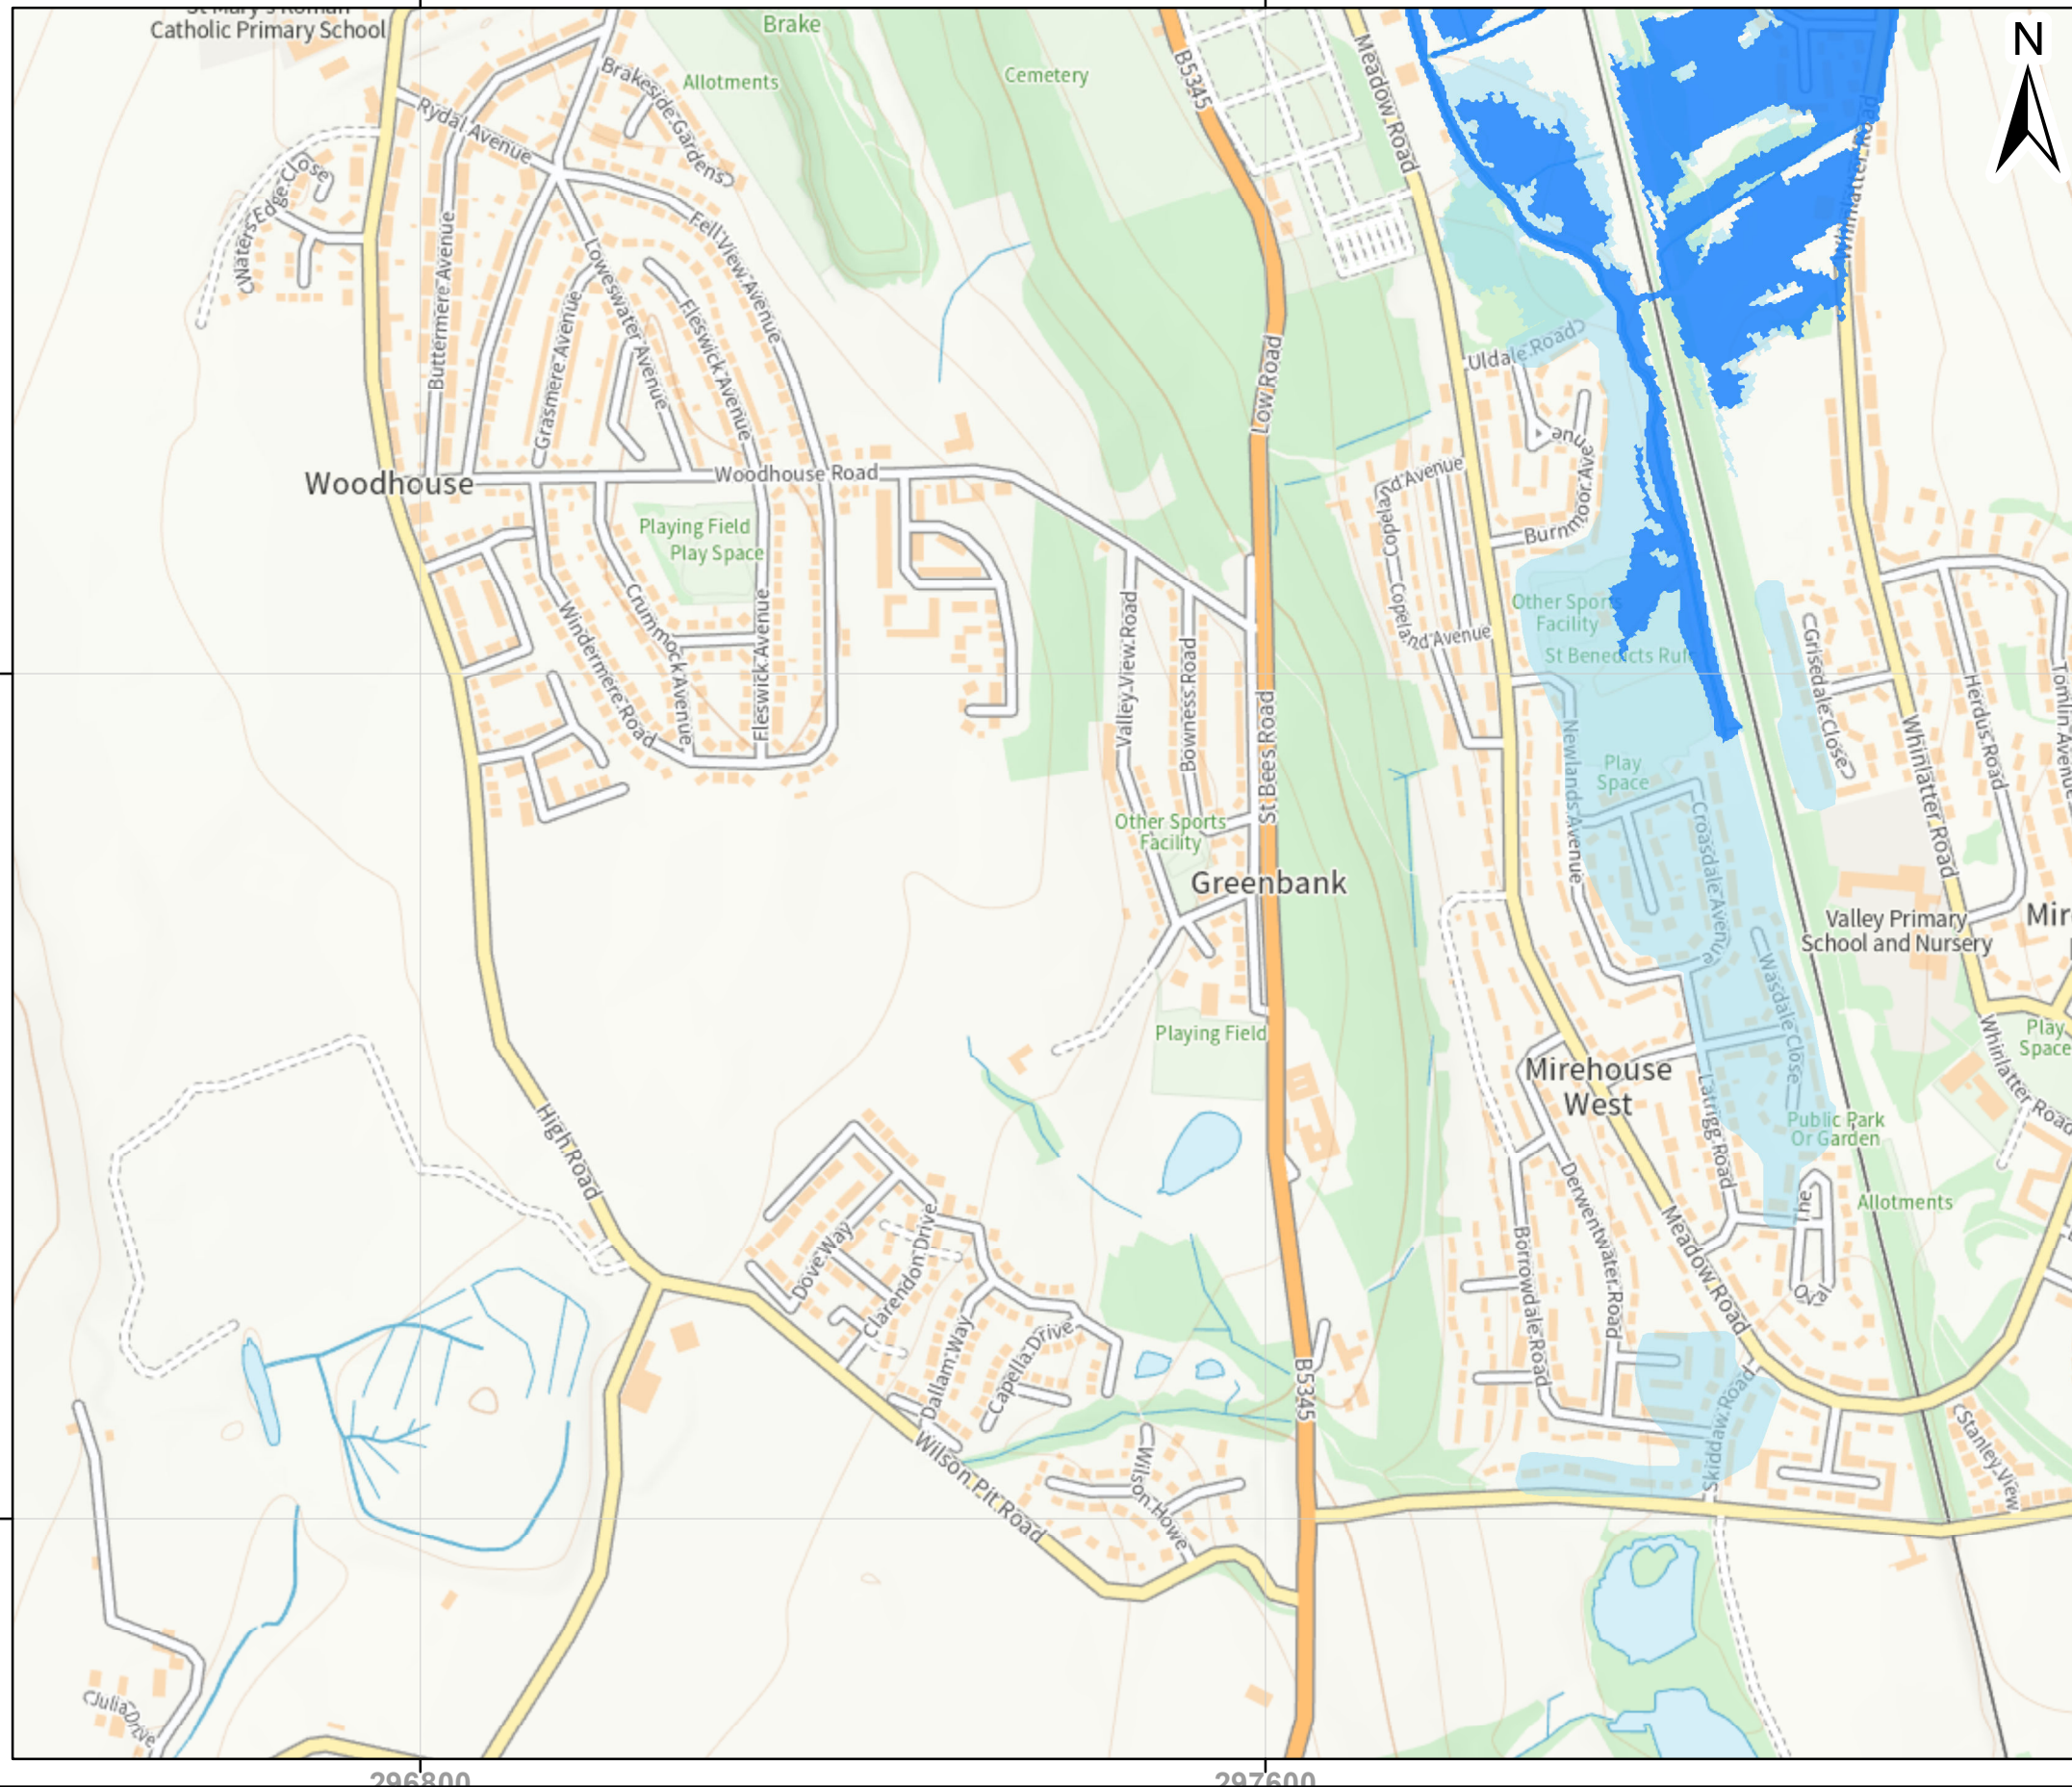 St Mary's Roman
Catholic Primary School
Brake
Allotments
Cemetery
N
B5345
Meadow Road
Brakeside Gardens
Rydal Avenue
Waters Edge Close
Fell View Avenue
Whinlatter Road
Buttermere Avenue
Loweswater Avenue
Grasmere Avenue
Fleswick Avenue
Low Road
Uldale Road
Woodhouse
Woodhouse Road
Burnmoor Avenue
Copeland Avenue
Copeland Avenue
Playing Field
Play Space
Other Sports
Facility
St Benedicts Rufc
Crummock Avenue
Windermere Road
Fleswick Avenue
Valley View Road
Bowness Road
St Bees Road
Grisedale Close
Herdus Road
Tomlin Avenue
Newlands Avenue
Play
Space
Croasdale Avenue
Whinlatter Road
Other Sports
Facility
Greenbank
Valley Primary
School and Nursery
Mir
Wasdale Close
Playing Field
Play
Space
Whinlatter Road
Mirehouse
West
Latrigg Road
Public Park
Or Garden
High Road
Allotments
Derwentwater Road
Borrowdale Road
Meadow Road
The Oval
Dove Way
Clarendon Drive
Dallam Way
Capella Drive
B5345
Skiddaw Road
Stanley View
Wilson Pit Road
Wilson Howe
Julia Drive
296800
297600